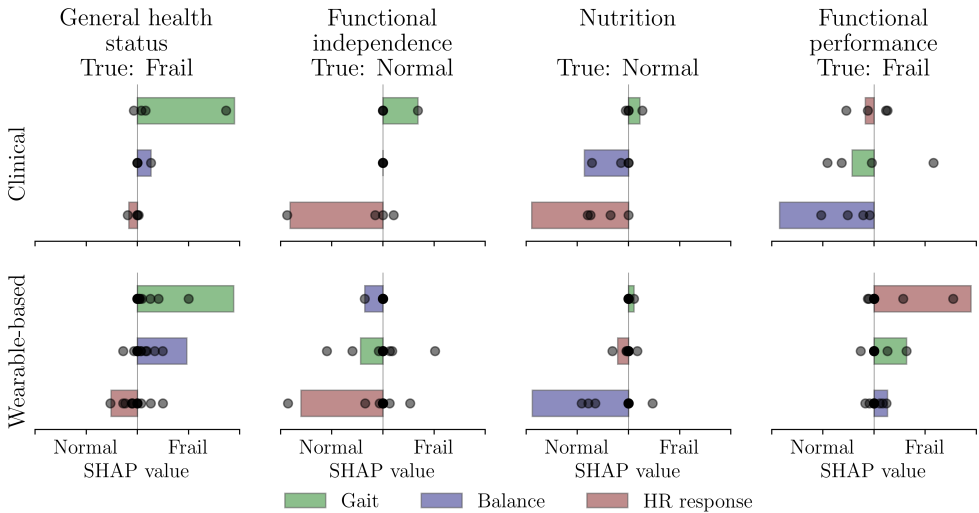 General health
status
True: Frail
Functional
independence
True: Normal
Nutrition
True: Normal
Functional
performance
True: Frail
Clinical
Wearable-based
Normal Frail
SHAP value
Normal Frail
SHAP value
Normal Frail
SHAP value
Normal Frail
SHAP value
Gait Balance HR response